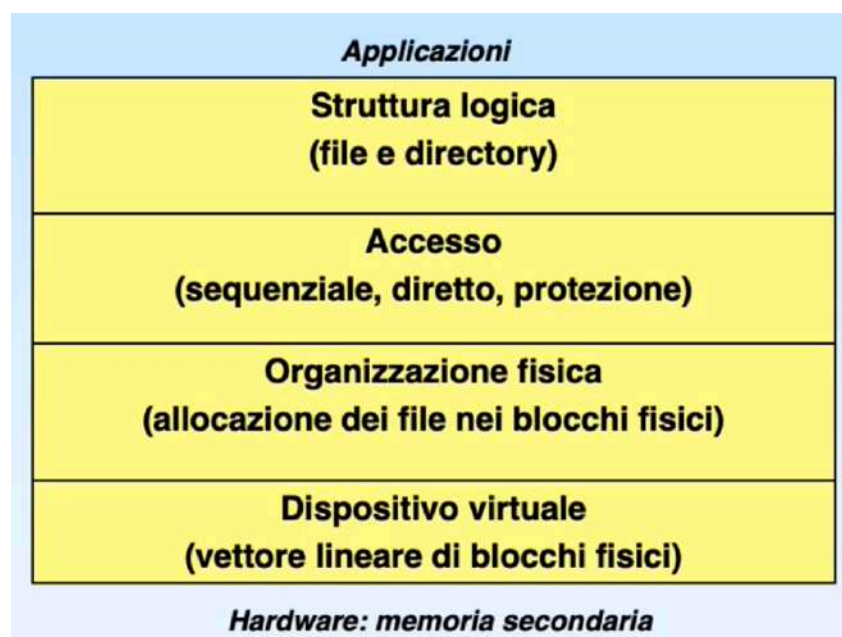 Applicazioni
Struttura logica
(file e directory)
Accesso
(sequenziale, diretto, protezione)
Organizzazione fisica
(allocazione dei file nei blocchi fisici)
Dispositivo virtuale
(vettore lineare di blocchi fisici)
Hardware: memoria secondaria